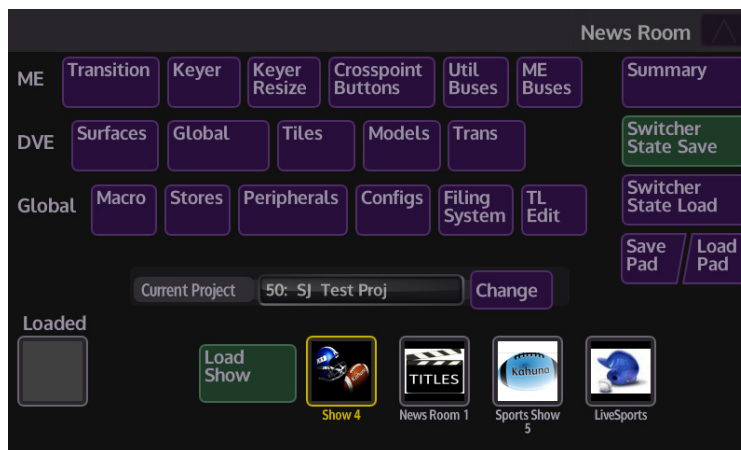 News Room
ME
Transition
Keyer
Keyer
Resize
Crosspoint
Buttons
Util
Buses
ME
Buses
Summary
DVE
Surfaces
Global
Tiles
Models
Trans
Switcher
State Save
Global
Macro
Stores
Peripherals
Configs
Filing
System
TL
Edit
Switcher
State Load
Save
Pad
Load
Pad
Current Project
50: SJ Test Proj
Change
Loaded
Load
Show
TITLES
Kahuna
Show 4
News Room 1
Sports Show
5
LiveSports